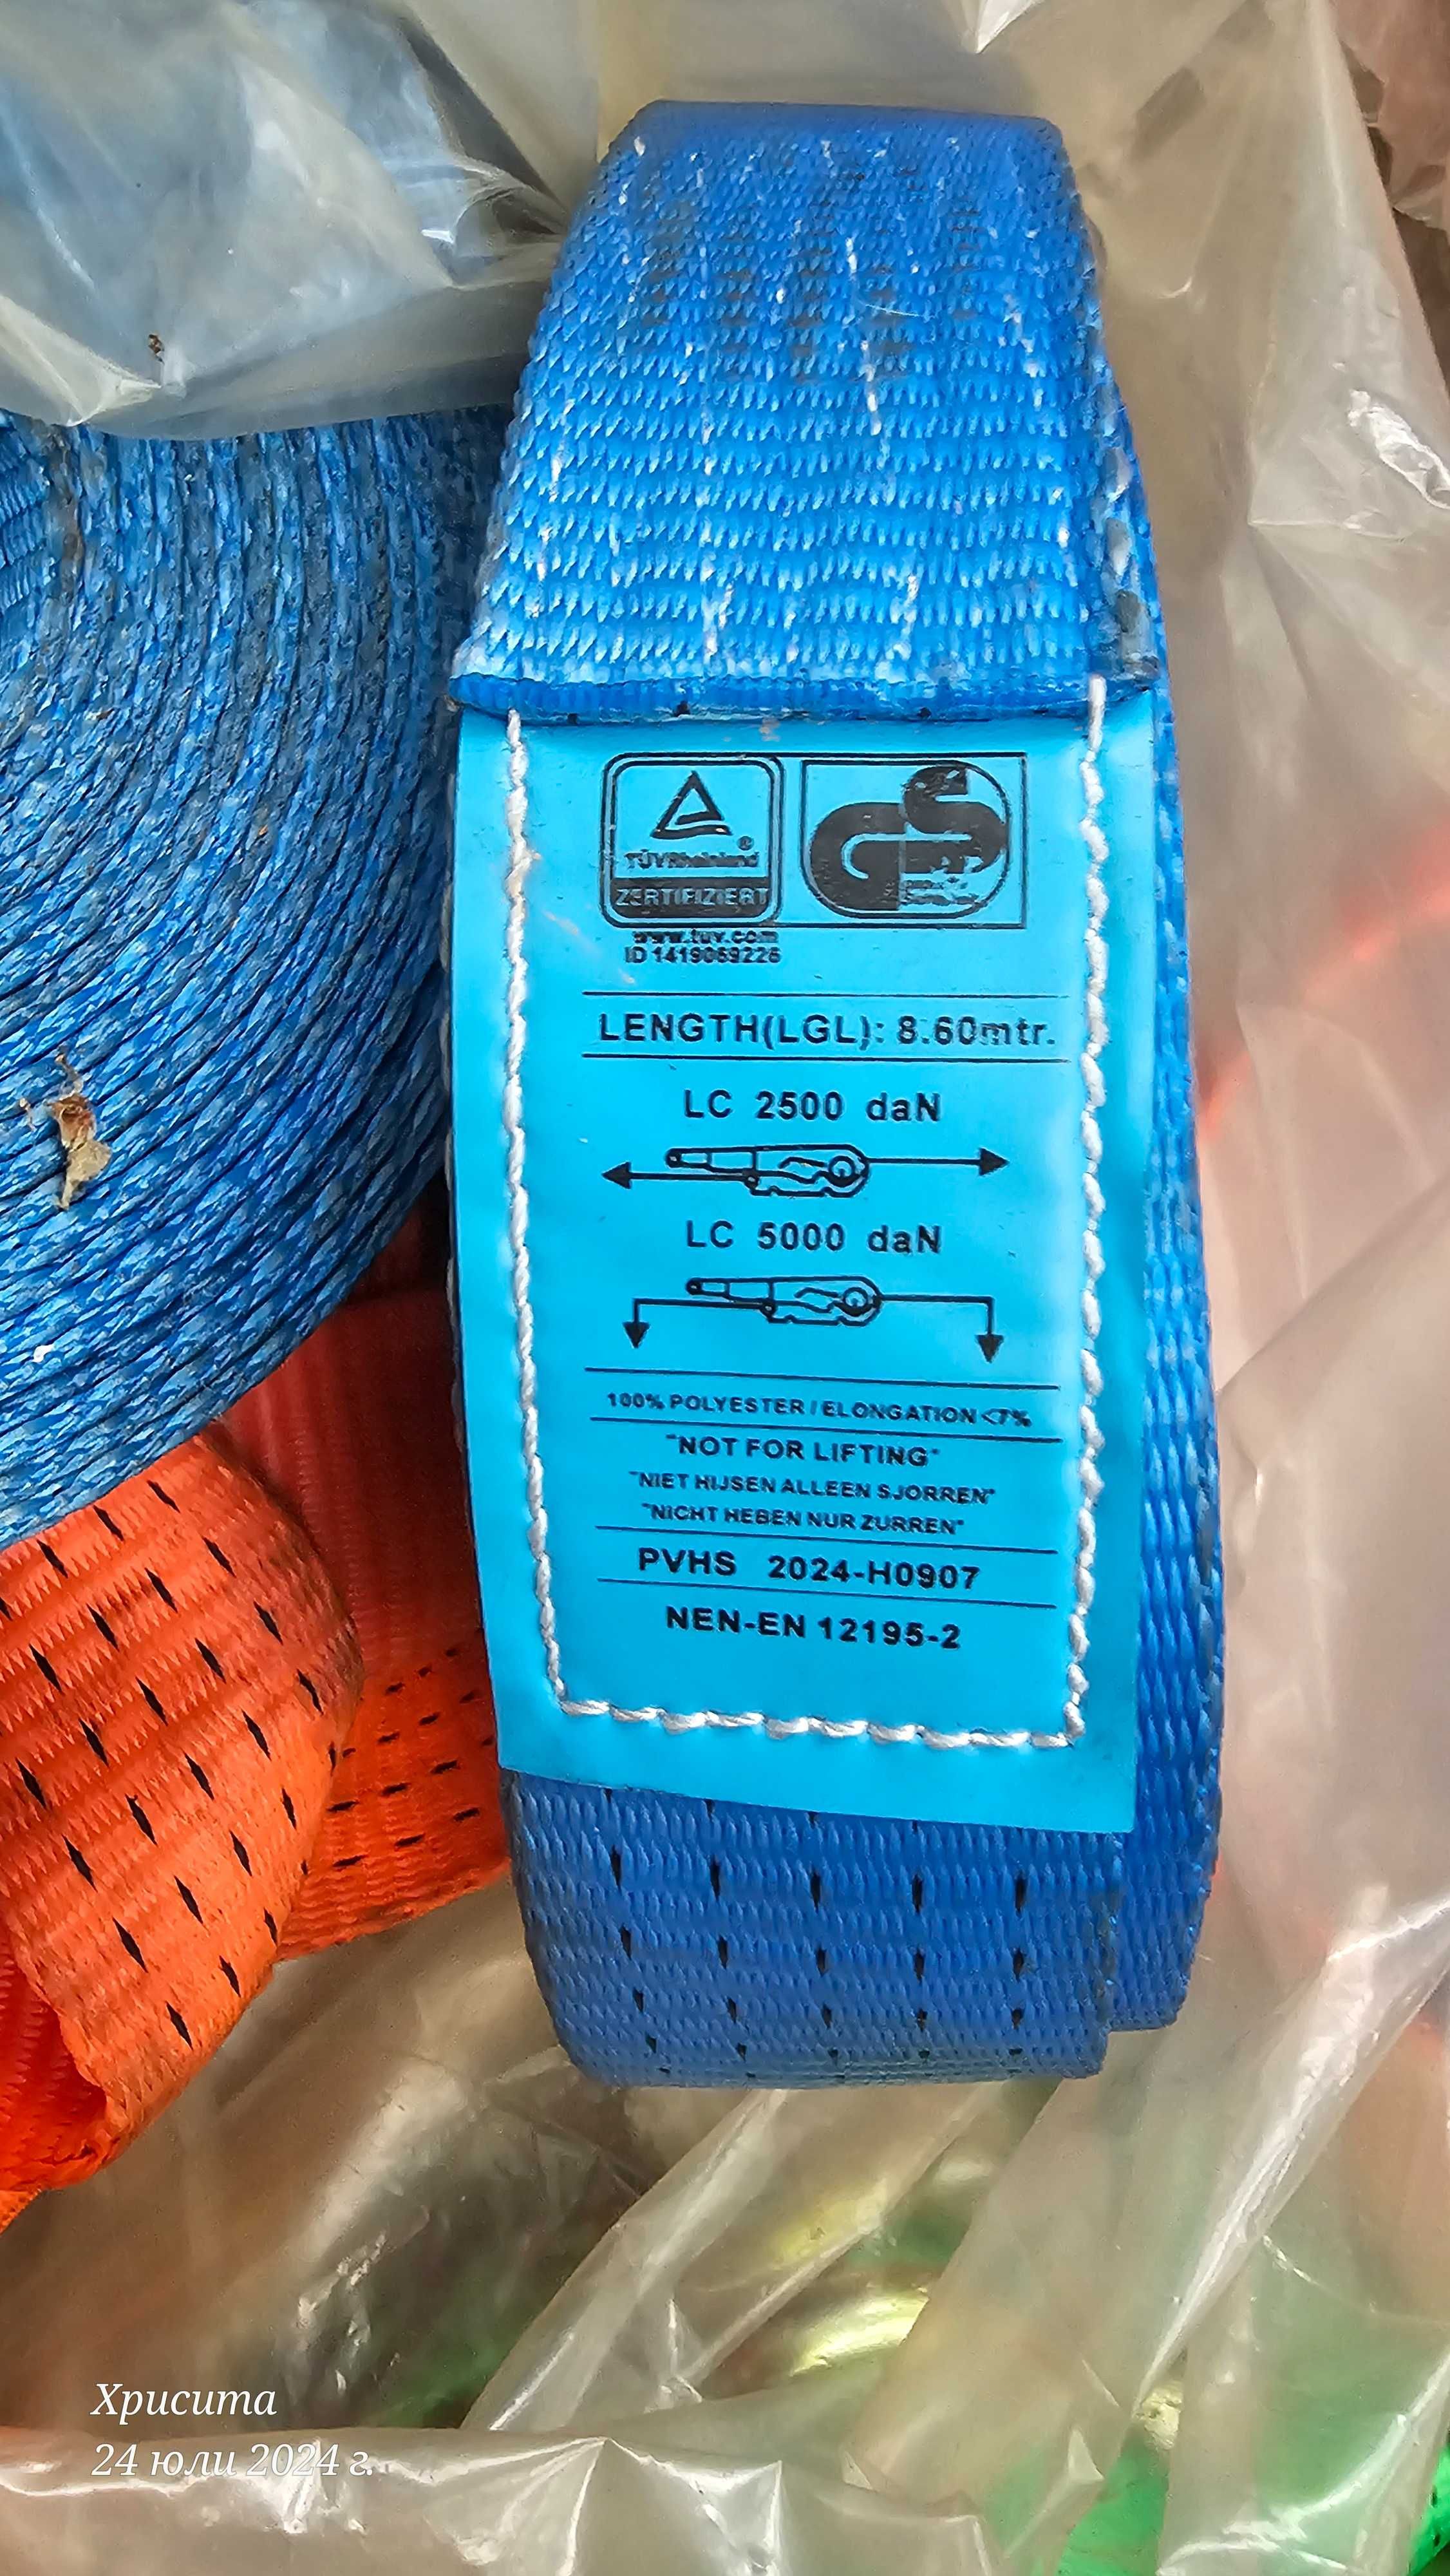 TÜVRheinland
ZERTIFIZIERT
www.tuv.com
ID 1419069226
GS
LENGTH(LGL): 8.60mtr.
LC 2500 daN
LC 5000 daN
100% POLYESTER / ELONGATION <7%
"NOT FOR LIFTING"
"NIET HIJSEN ALLEEN SJORREN"
"NICHT HEBEN NUR ZURREN"
PVHS 2024-H0907
NEN-EN 12195-2
Хрисита
24 юли 2024 г.